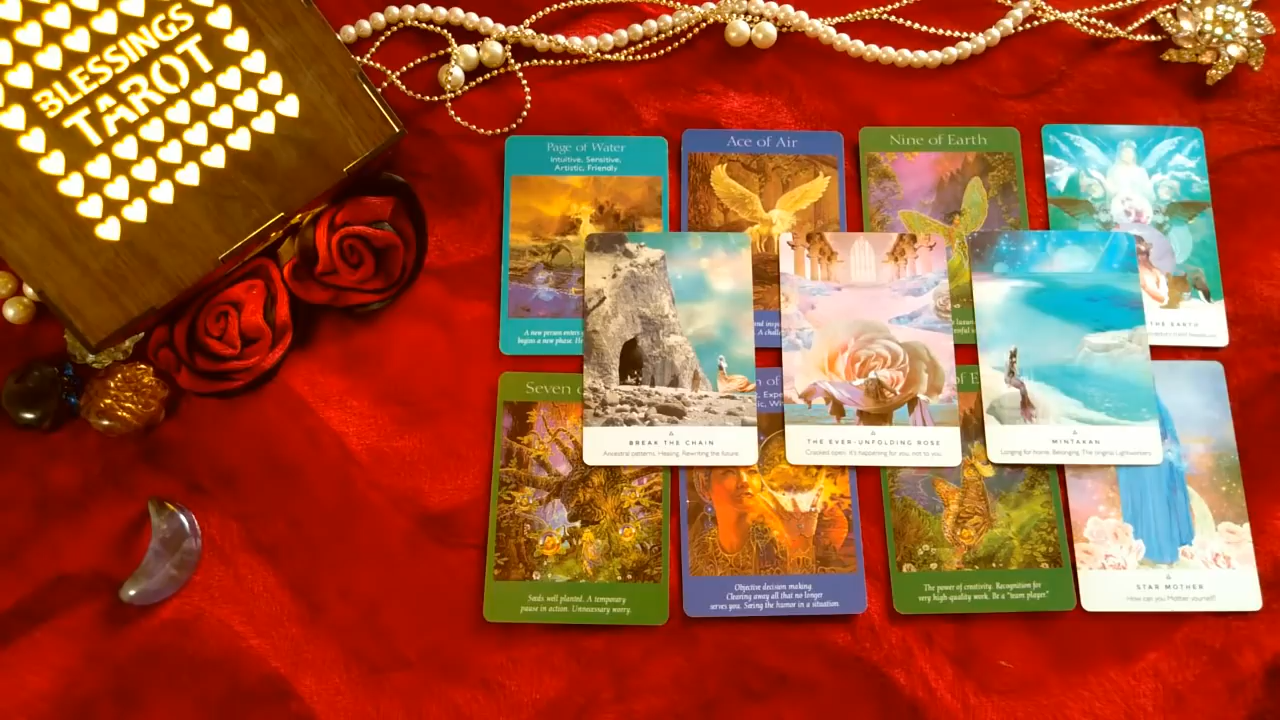 BLESSINGS
TAROT
Page of Water
Intuitive, Sensitive,
Artistic, Friendly
A new person enters
begins a new phase.
Ace of Air
Nine of Earth
THE EARTH
BREAK THE CHAIN
Ancestral patterns. Healing. Rewriting the future.
THE EVER-UNFOLDING ROSE
Cracked open. It's happening for you, not to you.
MINTAKAN
Longing for home. Belonging. The original Lightworkers.
Seven
Seeds well planted. A temporary
pause in action. Unnecessary worry.
of
Objective decision making.
Clearing away all that no longer
serves you. Seeing the humor in a situation.
of E
The power of creativity. Recognition for
very high-quality work. Be a "team player."
STAR MOTHER
How can you Mother yourself?